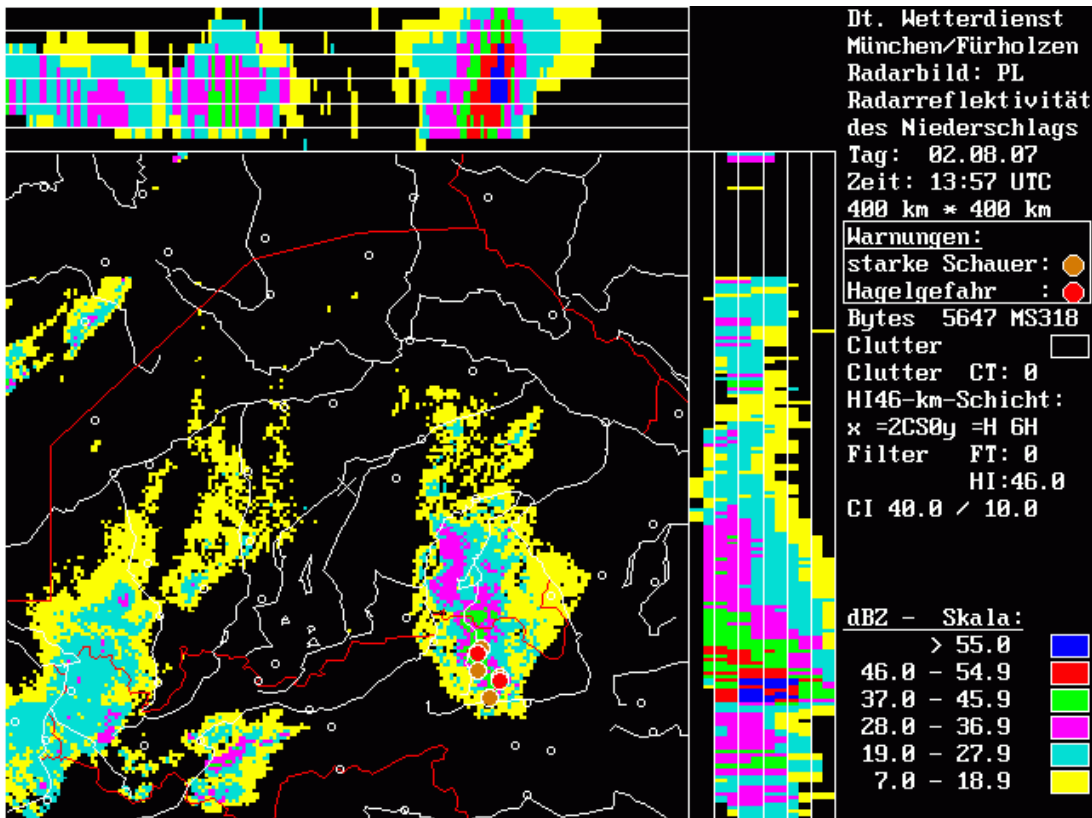 Dt. Wetterdienst
München/Fürholzen
Radarbild: PL
Radarreflektivität
des Niederschlags
Tag: 02.08.07
Zeit: 13:57 UTC
400 km * 400 km
Warnungen:
starke Schauer:
Hagelgefahr :
Bytes 5647 MS318
Clutter
Clutter CT: 0
HI46-km-Schicht:
x =2CS0y =H 6H
Filter FT: 0
HI:46.0
CI 40.0 / 10.0
dBZ - Skala:
> 55.0
46.0 - 54.9
37.0 - 45.9
28.0 - 36.9
19.0 - 27.9
7.0 - 18.9